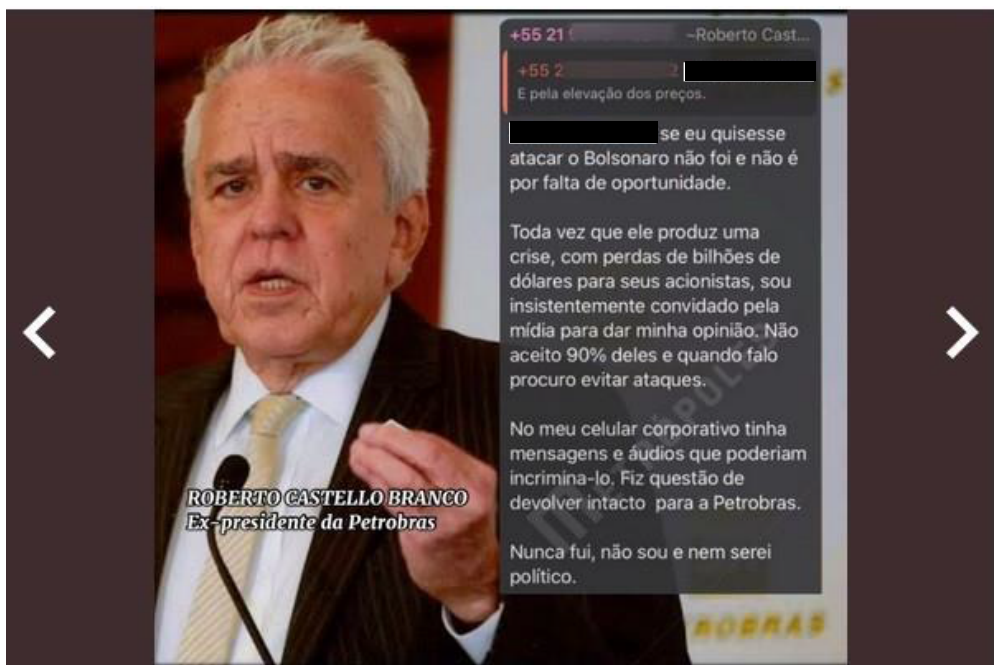 +55 21 ~Roberto Cast...
+55 2 2
E pela elevação dos preços.
se eu quisesse
atacar o Bolsonaro não foi e não é
por falta de oportunidade.
Toda vez que ele produz uma
crise, com perdas de bilhões de
dólares para seus acionistas, sou
insistentemente convidado pela
mídia para dar minha opinião. Não
aceito 90% deles e quando falo
procuro evitar ataques.
No meu celular corporativo tinha
mensagens e áudios que poderiam
incrimina-lo. Fiz questão de
devolver intacto para a Petrobras.
Nunca fui, não sou e nem serei
político.
ROBERTO CASTELLO BRANCO
Ex-presidente da Petrobras
METRÓPOLES
ROBRAS